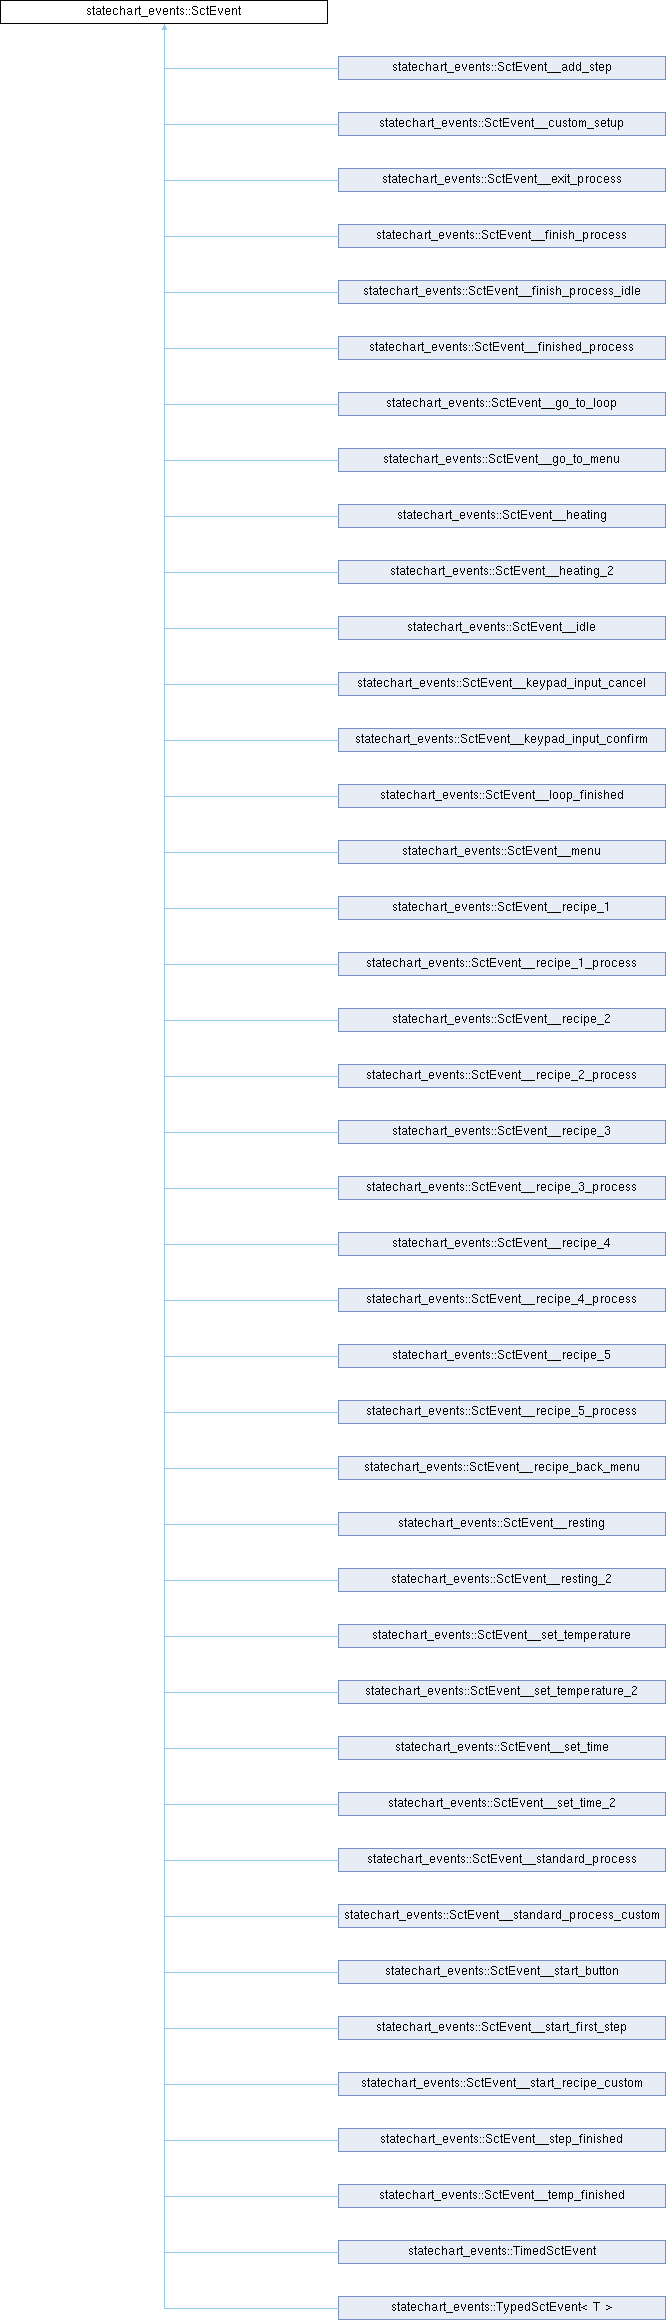 statechart_events::SctEvent
statechart_events::SctEvent__add_step
statechart_events::SctEvent__custom_setup
statechart_events::SctEvent__exit_process
statechart_events::SctEvent__finish_process
statechart_events::SctEvent__finish_process_idle
statechart_events::SctEvent__finished_process
statechart_events::SctEvent__go_to_loop
statechart_events::SctEvent__go_to_menu
statechart_events::SctEvent__heating
statechart_events::SctEvent__heating_2
statechart_events::SctEvent__idle
statechart_events::SctEvent__keypad_input_cancel
statechart_events::SctEvent__keypad_input_confirm
statechart_events::SctEvent__loop_finished
statechart_events::SctEvent__menu
statechart_events::SctEvent__recipe_1
statechart_events::SctEvent__recipe_1_process
statechart_events::SctEvent__recipe_2
statechart_events::SctEvent__recipe_2_process
statechart_events::SctEvent__recipe_3
statechart_events::SctEvent__recipe_3_process
statechart_events::SctEvent__recipe_4
statechart_events::SctEvent__recipe_4_process
statechart_events::SctEvent__recipe_5
statechart_events::SctEvent__recipe_5_process
statechart_events::SctEvent__recipe_back_menu
statechart_events::SctEvent__resting
statechart_events::SctEvent__resting_2
statechart_events::SctEvent__set_temperature
statechart_events::SctEvent__set_temperature_2
statechart_events::SctEvent__set_time
statechart_events::SctEvent__set_time_2
statechart_events::SctEvent__standard_process
statechart_events::SctEvent__standard_process_custom
statechart_events::SctEvent__start_button
statechart_events::SctEvent__start_first_step
statechart_events::SctEvent__start_recipe_custom
statechart_events::SctEvent__step_finished
statechart_events::SctEvent__temp_finished
statechart_events::TimedSctEvent
statechart_events::TypedSctEvent< T >